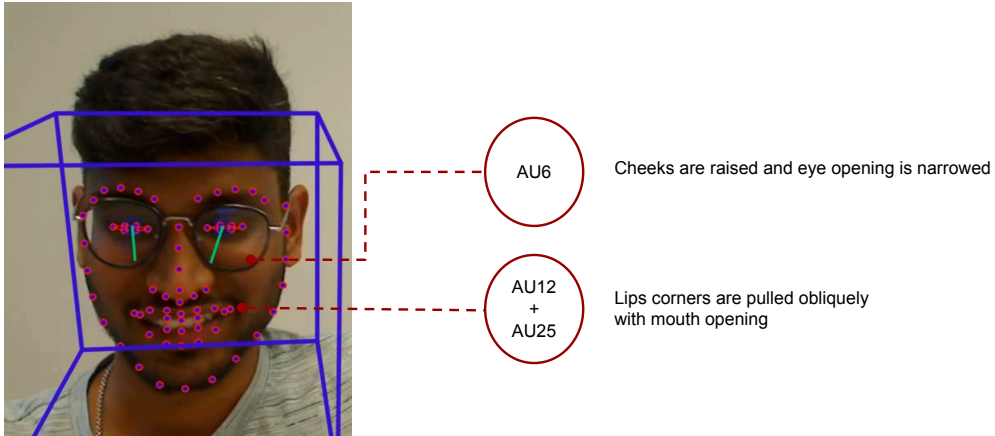 AU6
Cheeks are raised and eye opening is narrowed
AU12
+
AU25
Lips corners are pulled obliquely
with mouth opening